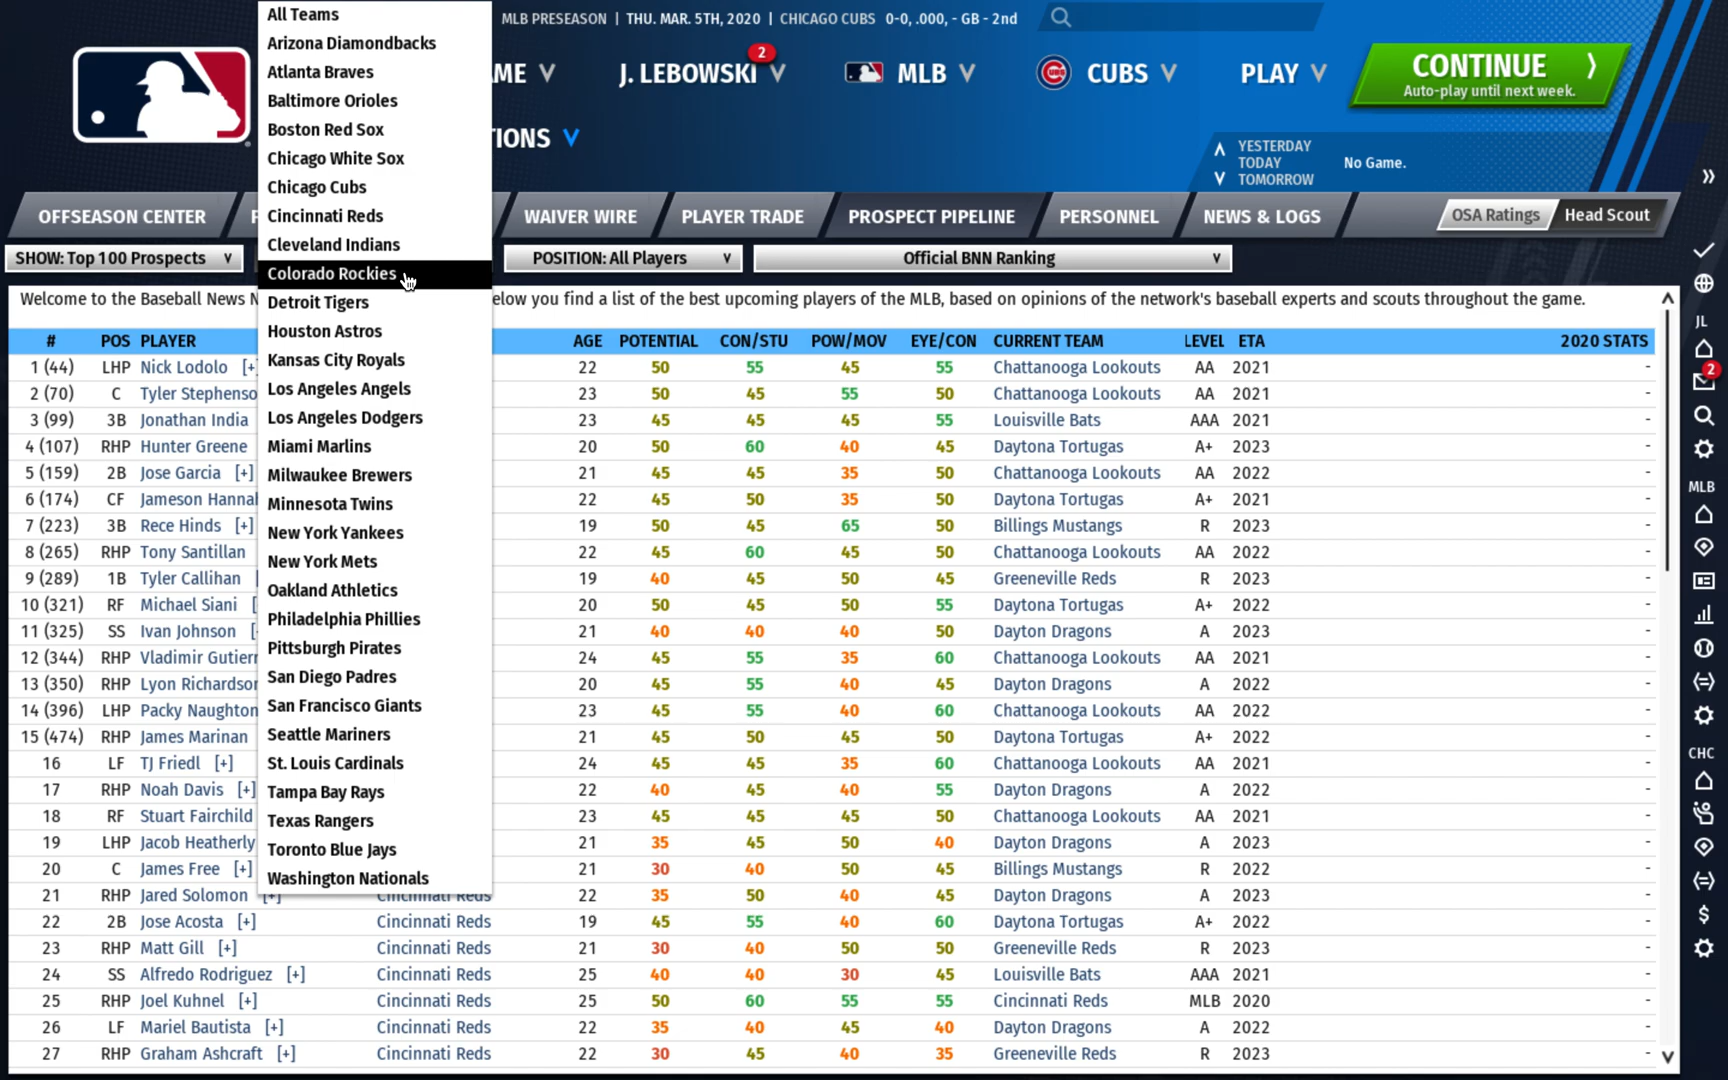 MLB PRESEASON | THU. MAR. 5TH, 2020 | CHICAGO CUBS 0-0, .000, - GB - 2nd
ME J. LEBOWSKI 2 MLB CUBS PLAY CONTINUE
Auto-play until next week.
TIONS
YESTERDAY
TODAY No Game.
TOMORROW
OFFSEASON CENTER F WAIVER WIRE PLAYER TRADE PROSPECT PIPELINE PERSONNEL NEWS & LOGS OSA Ratings Head Scout
SHOW: Top 100 Prospects POSITION: All Players Official BNN Ranking
All Teams
Arizona Diamondbacks
Atlanta Braves
Baltimore Orioles
Boston Red Sox
Chicago White Sox
Chicago Cubs
Cincinnati Reds
Cleveland Indians
Colorado Rockies
Detroit Tigers
Houston Astros
Kansas City Royals
Los Angeles Angels
Los Angeles Dodgers
Miami Marlins
Milwaukee Brewers
Minnesota Twins
New York Yankees
New York Mets
Oakland Athletics
Philadelphia Phillies
Pittsburgh Pirates
San Diego Padres
San Francisco Giants
Seattle Mariners
St. Louis Cardinals
Tampa Bay Rays
Texas Rangers
Toronto Blue Jays
Washington Nationals
Welcome to the Baseball News N elow you find a list of the best upcoming players of the MLB, based on opinions of the network's baseball experts and scouts throughout the game.
# POS PLAYER AGE POTENTIAL CON/STU POW/MOV EYE/CON CURRENT TEAM LEVEL ETA 2020 STATS
1 (44) LHP Nick Lodolo [+] 22 50 55 45 55 Chattanooga Lookouts AA 2021 -
2 (70) C Tyler Stephenso 23 50 45 55 50 Chattanooga Lookouts AA 2021 -
3 (99) 3B Jonathan India 23 45 45 45 55 Louisville Bats AAA 2021 -
4 (107) RHP Hunter Greene 20 50 60 40 45 Daytona Tortugas A+ 2023 -
5 (159) 2B Jose Garcia [+] 21 45 45 35 50 Chattanooga Lookouts AA 2022 -
6 (174) CF Jameson Hannah 22 45 50 35 50 Daytona Tortugas A+ 2021 -
7 (223) 3B Rece Hinds [+] 19 50 45 65 50 Billings Mustangs R 2023 -
8 (265) RHP Tony Santillan 22 45 60 45 50 Chattanooga Lookouts AA 2022 -
9 (289) 1B Tyler Callihan [ 19 40 45 50 45 Greeneville Reds R 2023 -
10 (321) RF Michael Siani [ 20 50 45 50 55 Daytona Tortugas A+ 2022 -
11 (325) SS Ivan Johnson [ 21 40 40 40 50 Dayton Dragons A 2023 -
12 (344) RHP Vladimir Gutierr 24 45 55 35 60 Chattanooga Lookouts AA 2021 -
13 (350) RHP Lyon Richardson 20 45 55 40 45 Dayton Dragons A 2022 -
14 (396) LHP Packy Naughton 23 45 55 40 60 Chattanooga Lookouts AA 2022 -
15 (474) RHP James Marinan 21 45 50 45 50 Daytona Tortugas A+ 2022 -
16 LF TJ Friedl [+] 24 45 45 35 60 Chattanooga Lookouts AA 2021 -
17 RHP Noah Davis [+] 22 40 45 40 55 Dayton Dragons A 2022 -
18 RF Stuart Fairchild 23 45 45 45 50 Chattanooga Lookouts AA 2021 -
19 LHP Jacob Heatherly 21 35 45 50 40 Dayton Dragons A 2023 -
20 C James Free [+] 21 30 40 50 45 Billings Mustangs R 2022 -
21 RHP Jared Solomon [+] Cincinnati Reds 22 35 50 40 45 Dayton Dragons A 2023 -
22 2B Jose Acosta [+] Cincinnati Reds 19 45 55 40 60 Daytona Tortugas A+ 2022 -
23 RHP Matt Gill [+] Cincinnati Reds 21 30 40 50 50 Greeneville Reds R 2023 -
24 SS Alfredo Rodriguez [+] Cincinnati Reds 25 40 40 30 45 Louisville Bats AAA 2021 -
25 RHP Joel Kuhnel [+] Cincinnati Reds 25 50 60 55 55 Cincinnati Reds MLB 2020 -
26 LF Mariel Bautista [+] Cincinnati Reds 22 35 40 45 40 Dayton Dragons A 2022 -
27 RHP Graham Ashcraft [+] Cincinnati Reds 22 30 45 40 35 Greeneville Reds R 2023 -
JL
2
MLB
CHC
$